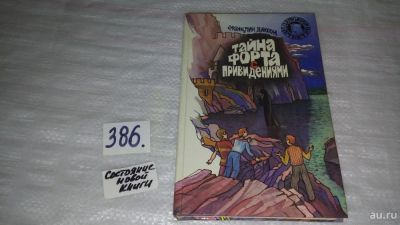 ФРАНКЛИН ДИКСОН
ТАЙНА
ФОРТА
С
ПРИВИДЕНИЯМИ
386.
Состояние
новой
книги
au.ru